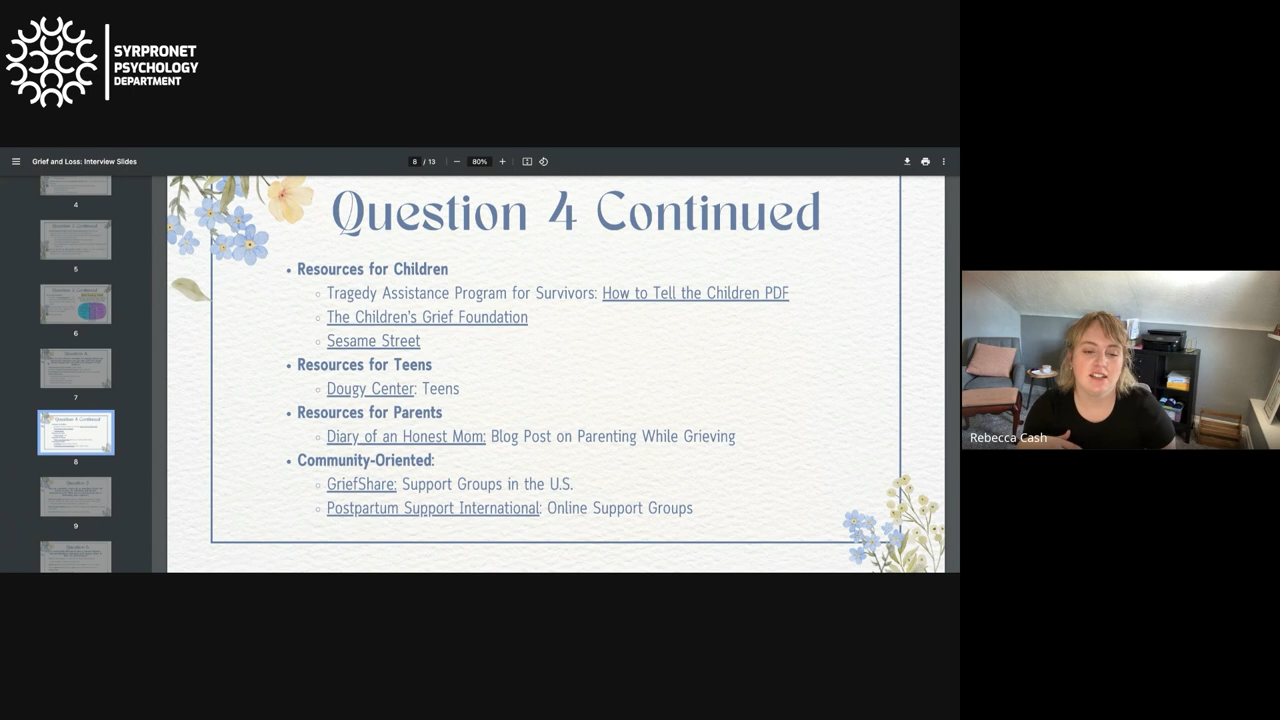 SYRPRONET
PSYCHOLOGY
DEPARTMENT
Grief and Loss: Interview Slides
8 / 13
80%
4
5
6
7
8
9
Question 4 Continued
• Resources for Children
◦ Tragedy Assistance Program for Survivors: How to Tell the Children PDF
◦ The Children's Grief Foundation
◦ Sesame Street
• Resources for Teens
◦ Dougy Center: Teens
• Resources for Parents
◦ Diary of an Honest Mom: Blog Post on Parenting While Grieving
• Community-Oriented:
◦ GriefShare: Support Groups in the U.S.
◦ Postpartum Support International: Online Support Groups
Rebecca Cash